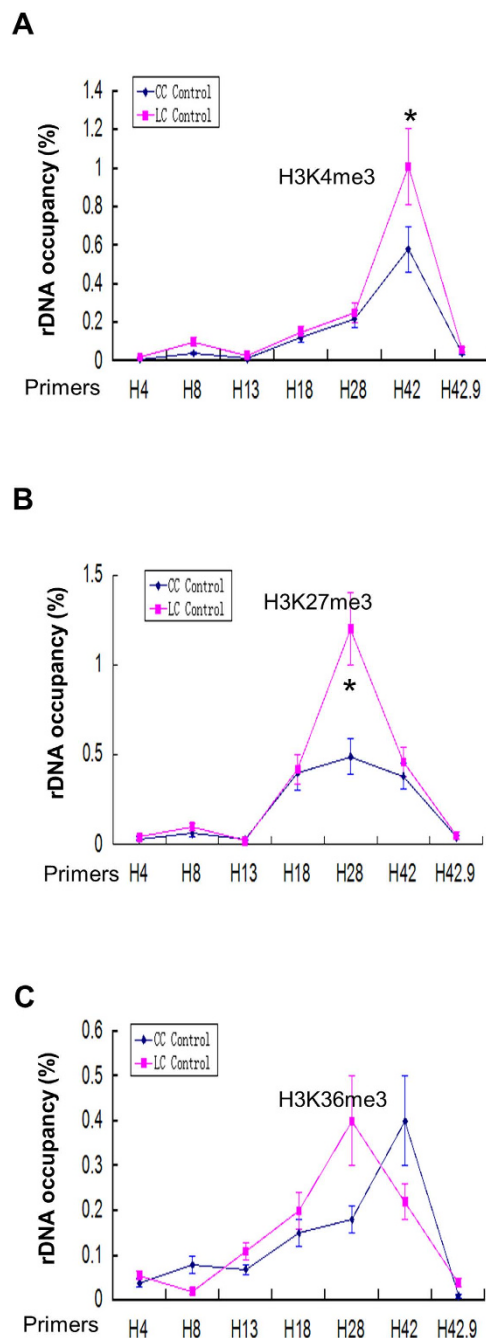 A
rDNA occupancy (%)
1.4
1.2
1
0.8
0.6
0.4
0.2
0
CC Control
LC Control
H3K4me3
*
Primers H4 H8 H13 H18 H28 H42 H42.9
B
rDNA occupancy (%)
1.5
1
0.5
0
CC Control
LC Control
H3K27me3
*
Primers H4 H8 H13 H18 H28 H42 H42.9
C
rDNA occupancy (%)
0.6
0.5
0.4
0.3
0.2
0.1
0
CC Control
LC Control
H3K36me3
Primers H4 H8 H13 H18 H28 H42 H42.9